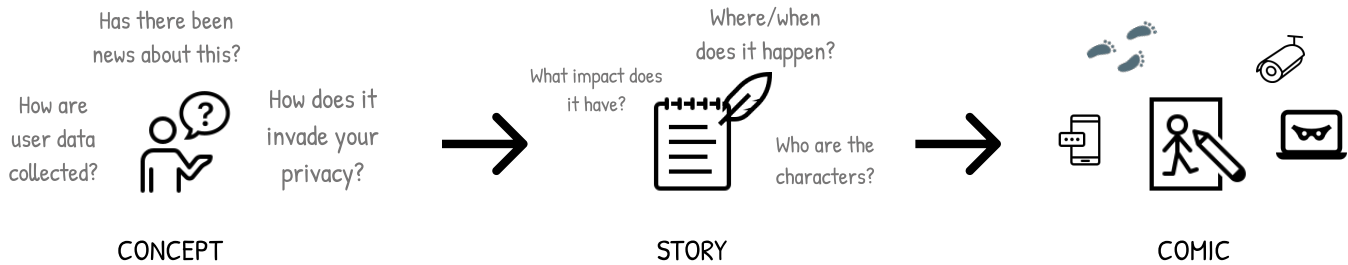 Has there been
news about this?
How are
user data
collected?
?
How does it
invade your
privacy?
CONCEPT
Where/when
does it happen?
What impact does
it have?
Who are the
characters?
STORY
COMIC